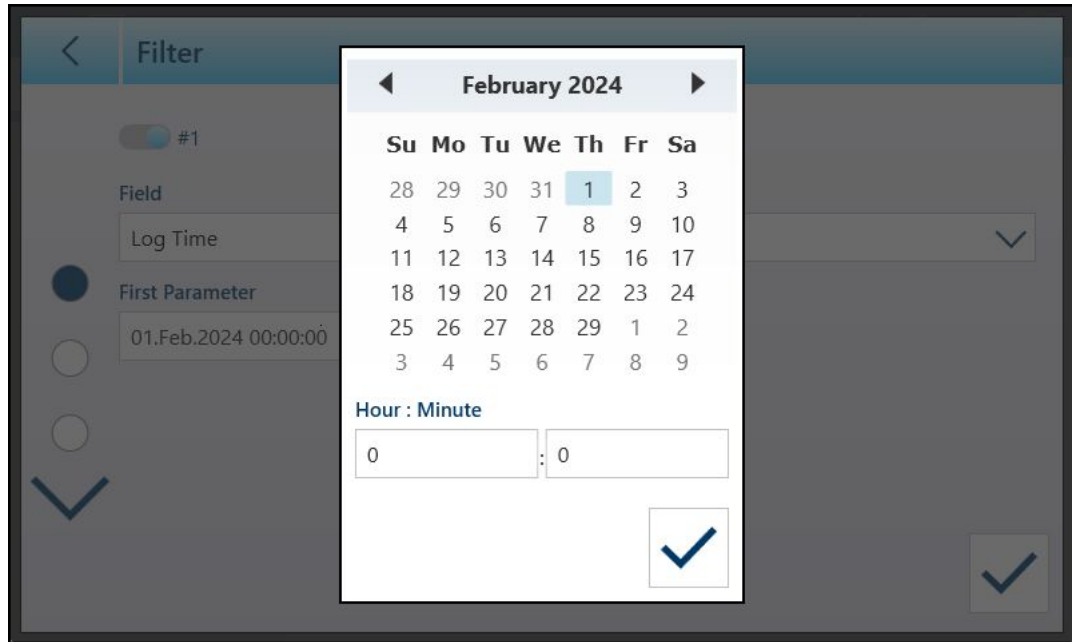 Filter
#1
Field
Log Time
First Parameter
01.Feb.2024 00:00:00
February 2024
Su Mo Tu We Th Fr Sa
28 29 30 31 1 2 3
4 5 6 7 8 9 10
11 12 13 14 15 16 17
18 19 20 21 22 23 24
25 26 27 28 29 1 2
3 4 5 6 7 8 9
Hour : Minute
0 : 0